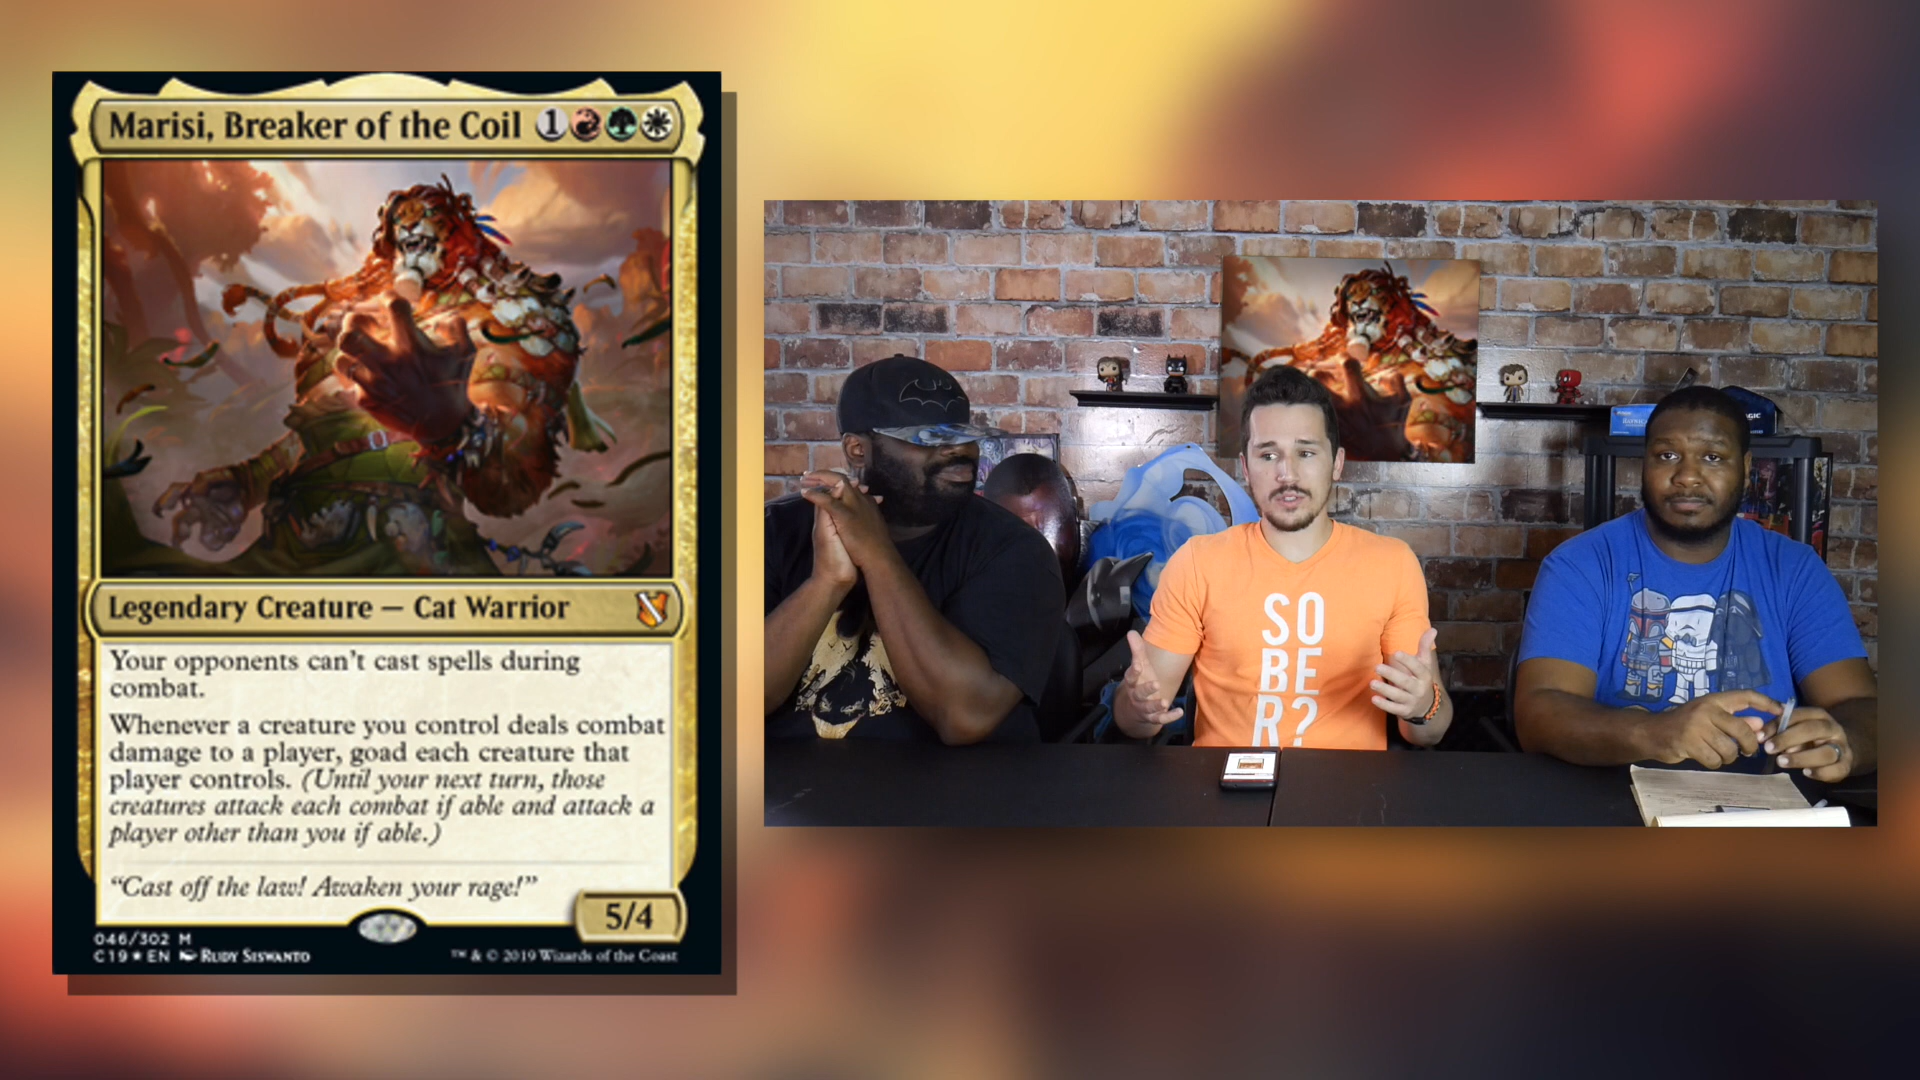 Marisi, Breaker of the Coil 1
Legendary Creature — Cat Warrior
Your opponents can't cast spells during
combat.
Whenever a creature you control deals combat
damage to a player, goad each creature that
player controls. (Until your next turn, those
creatures attack each combat if able and attack a
player other than you if able.)
"Cast off the law! Awaken your rage!"
5/4
046/302 M
C19 ★ EN Rudy Siswanto
™ & © 2019 Wizards of the Coast
SO
BE
R?